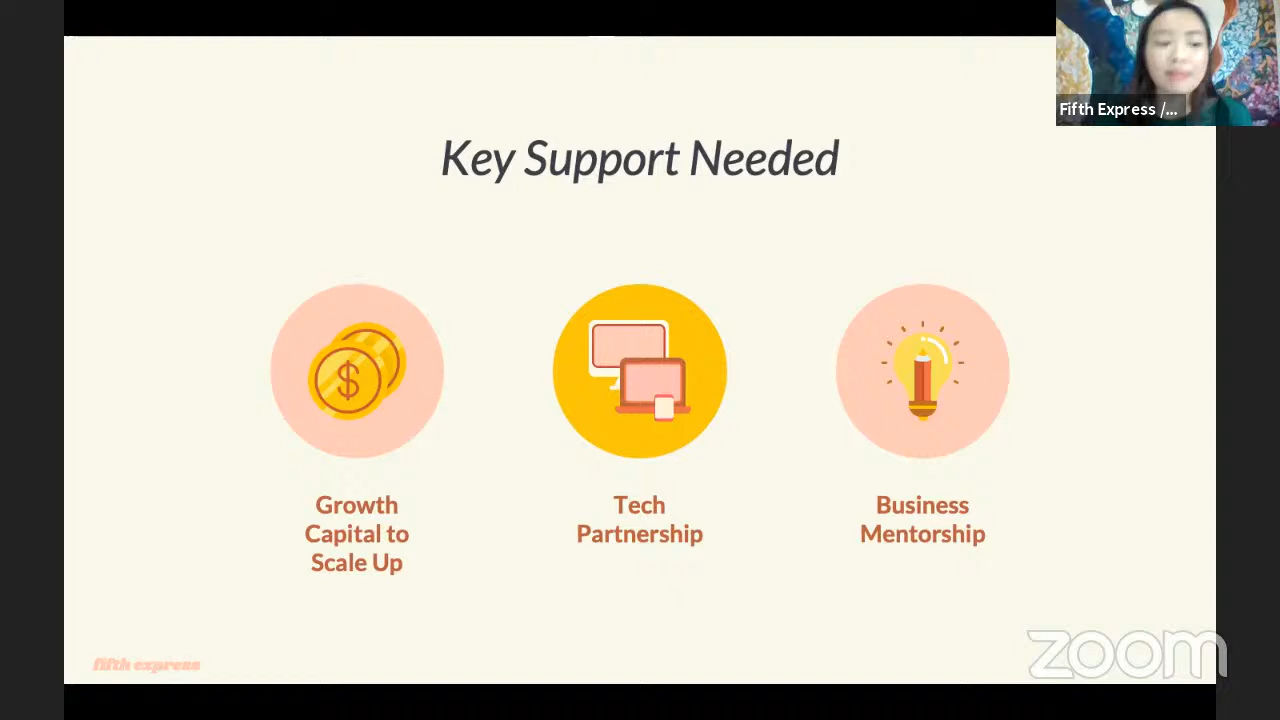 Fifth Express /...
Key Support Needed
$
Growth
Capital to
Scale Up
Tech
Partnership
Business
Mentorship
fifth express
zoom